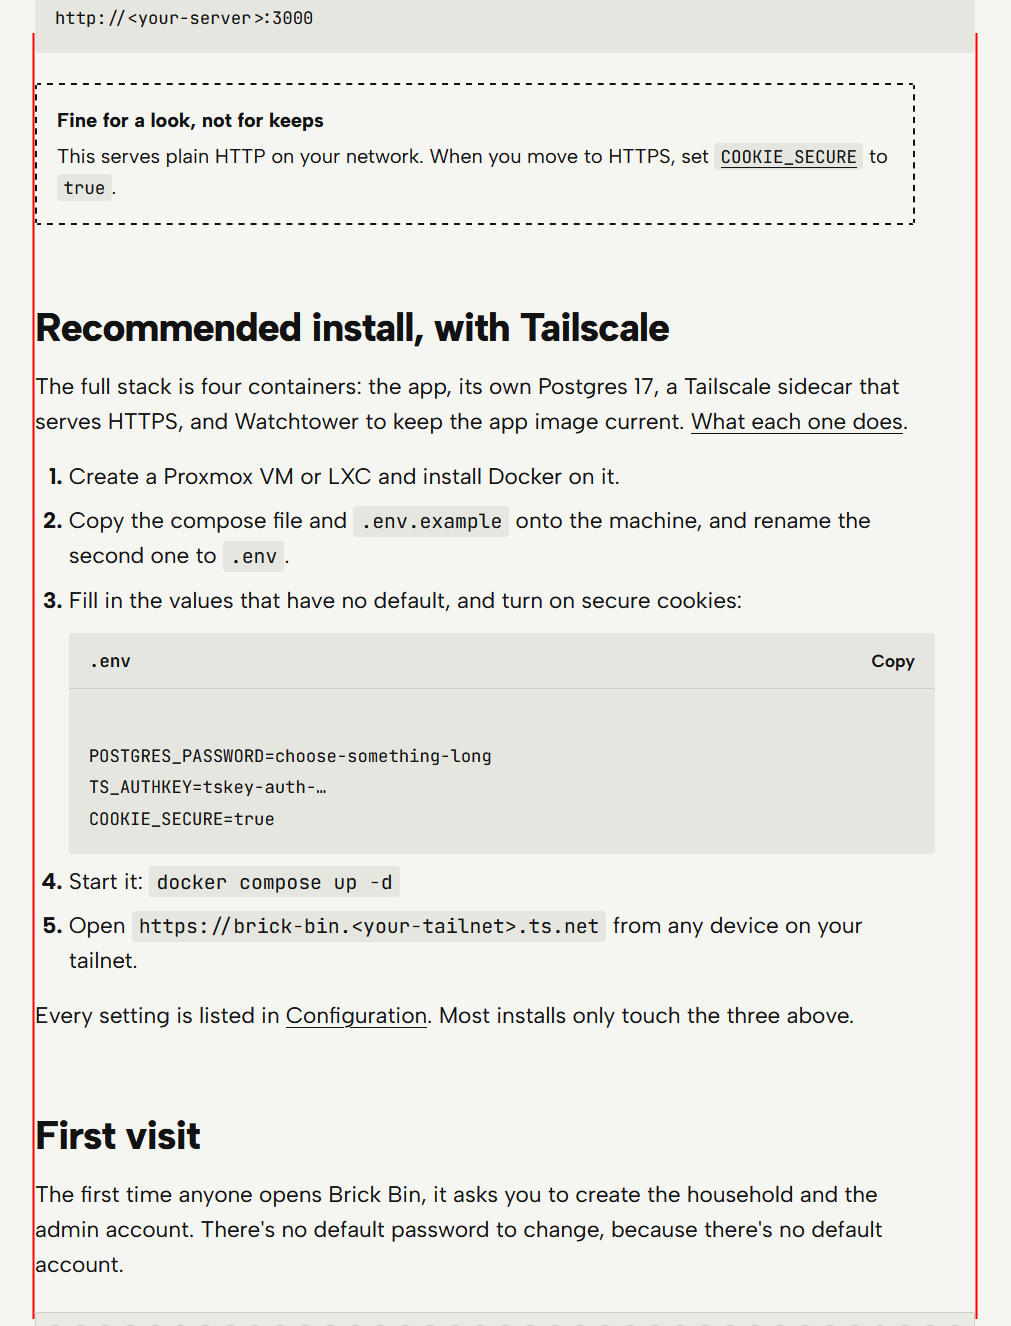 http://<your-server>:3000
Fine for a look, not for keeps
This serves plain HTTP on your network. When you move to HTTPS, set COOKIE_SECURE to
true.
Recommended install, with Tailscale
The full stack is four containers: the app, its own Postgres 17, a Tailscale sidecar that
serves HTTPS, and Watchtower to keep the app image current. What each one does.
1. Create a Proxmox VM or LXC and install Docker on it.
2. Copy the compose file and .env.example onto the machine, and rename the
second one to .env.
3. Fill in the values that have no default, and turn on secure cookies:
.env Copy
POSTGRES_PASSWORD=choose-something-long
TS_AUTHKEY=tskey-auth-…
COOKIE_SECURE=true
4. Start it: docker compose up -d
5. Open https://brick-bin.<your-tailnet>.ts.net from any device on your
tailnet.
Every setting is listed in Configuration. Most installs only touch the three above.
First visit
The first time anyone opens Brick Bin, it asks you to create the household and the
admin account. There's no default password to change, because there's no default
account.